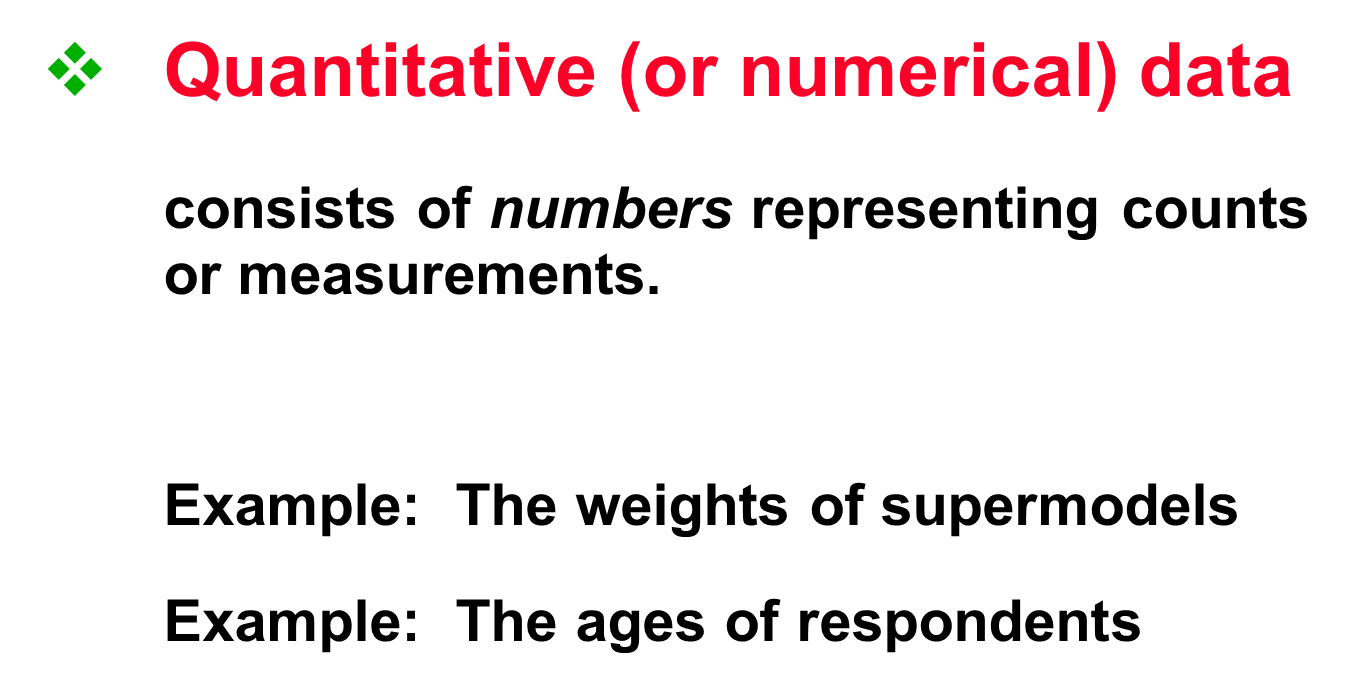 Quantitative (or numerical) data
consists of numbers representing counts
or measurements.
Example: The weights of supermodels
Example: The ages of respondents